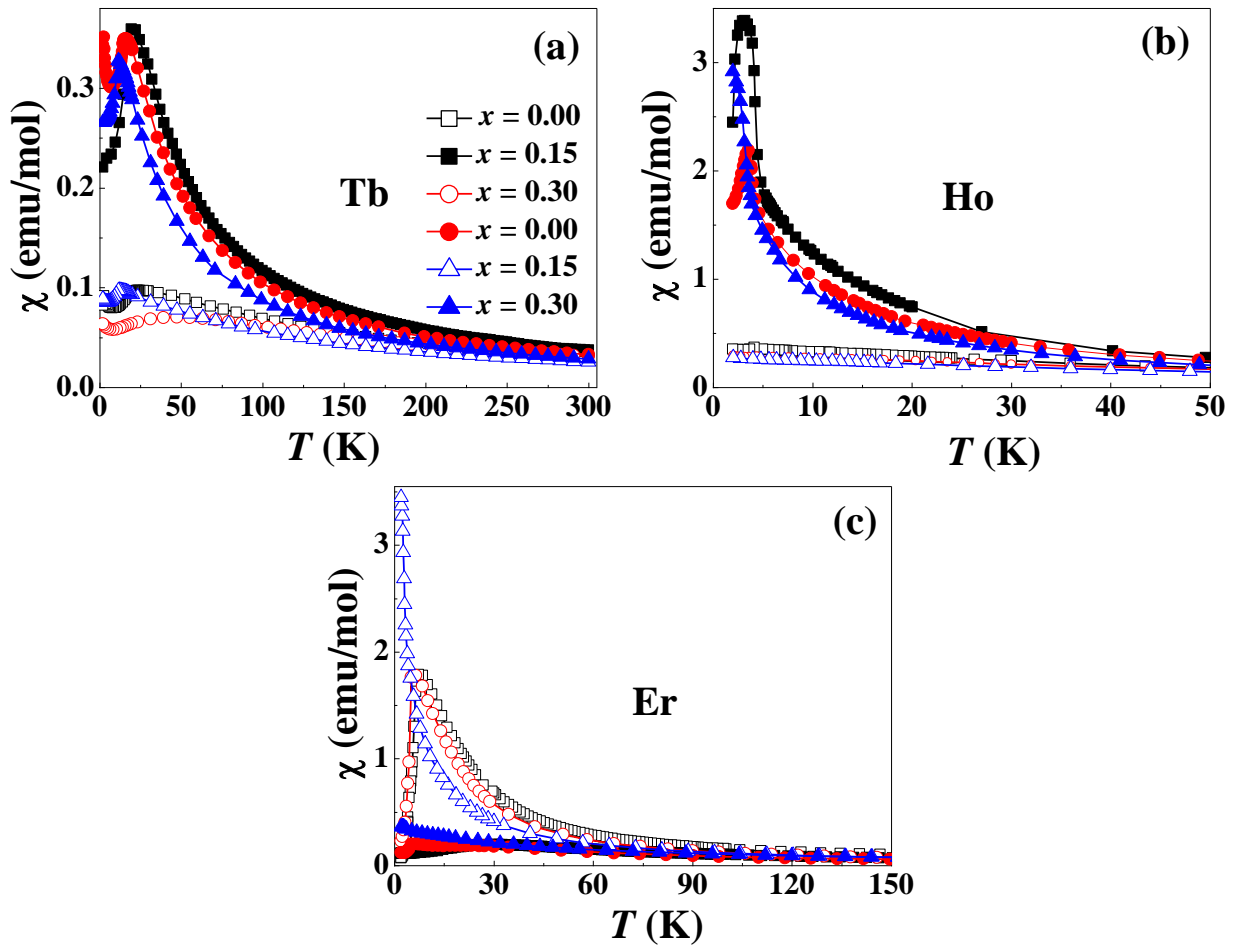 (a)
χ (emu/mol)
0.3
0.2
0.1
0.0
Tb
x = 0.00
x = 0.15
x = 0.30
x = 0.00
x = 0.15
x = 0.30
0 50 100 150 200 250 300
T (K)
(b)
χ (emu/mol)
3
2
1
0
Ho
0 10 20 30 40 50
T (K)
(c)
χ (emu/mol)
3
2
1
0
Er
0 30 60 90 120 150
T (K)